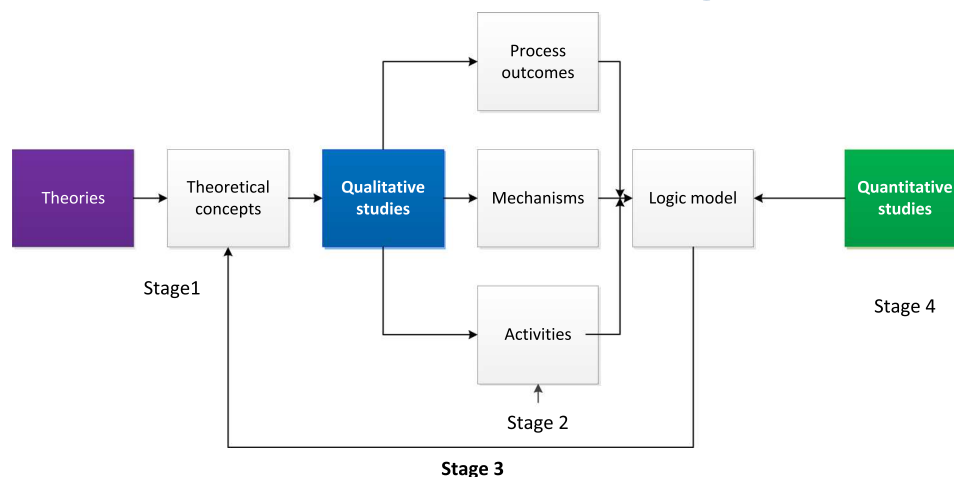 Process
outcomes
Theories
Theoretical
concepts
Qualitative
studies
Mechanisms
Logic model
Quantitative
studies
Stage1
Stage 4
Activities
Stage 2
Stage 3